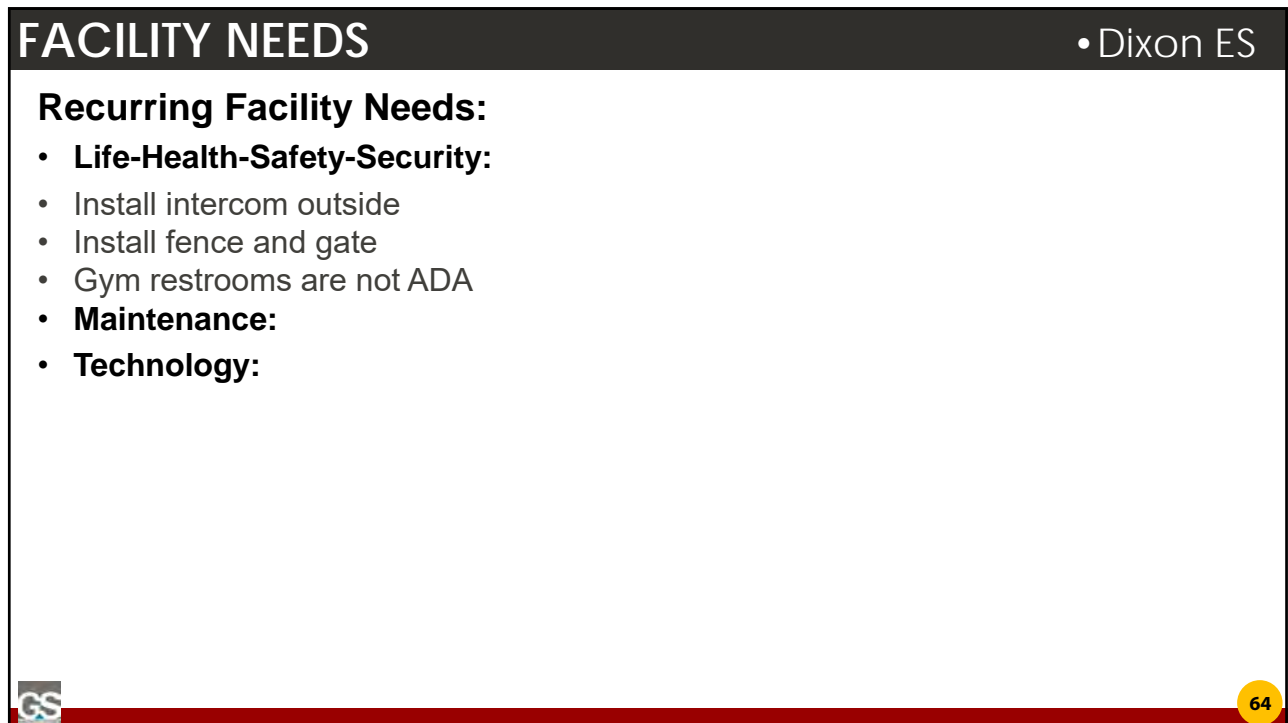 FACILITY NEEDS
• Dixon ES
Recurring Facility Needs:
• Life-Health-Safety-Security:
• Install intercom outside
• Install fence and gate
• Gym restrooms are not ADA
• Maintenance:
• Technology:
GS
64